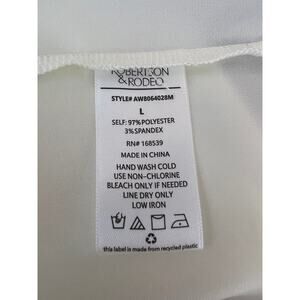 ROBERTSON
& RODEO
STYLE# AW8064028M
L
SELF: 97% POLYESTER
3% SPANDEX
RN# 168539
MADE IN CHINA
HAND WASH COLD
USE NON-CHLORINE
BLEACH ONLY IF NEEDED
LINE DRY ONLY
LOW IRON
this label is made from recycled plastic